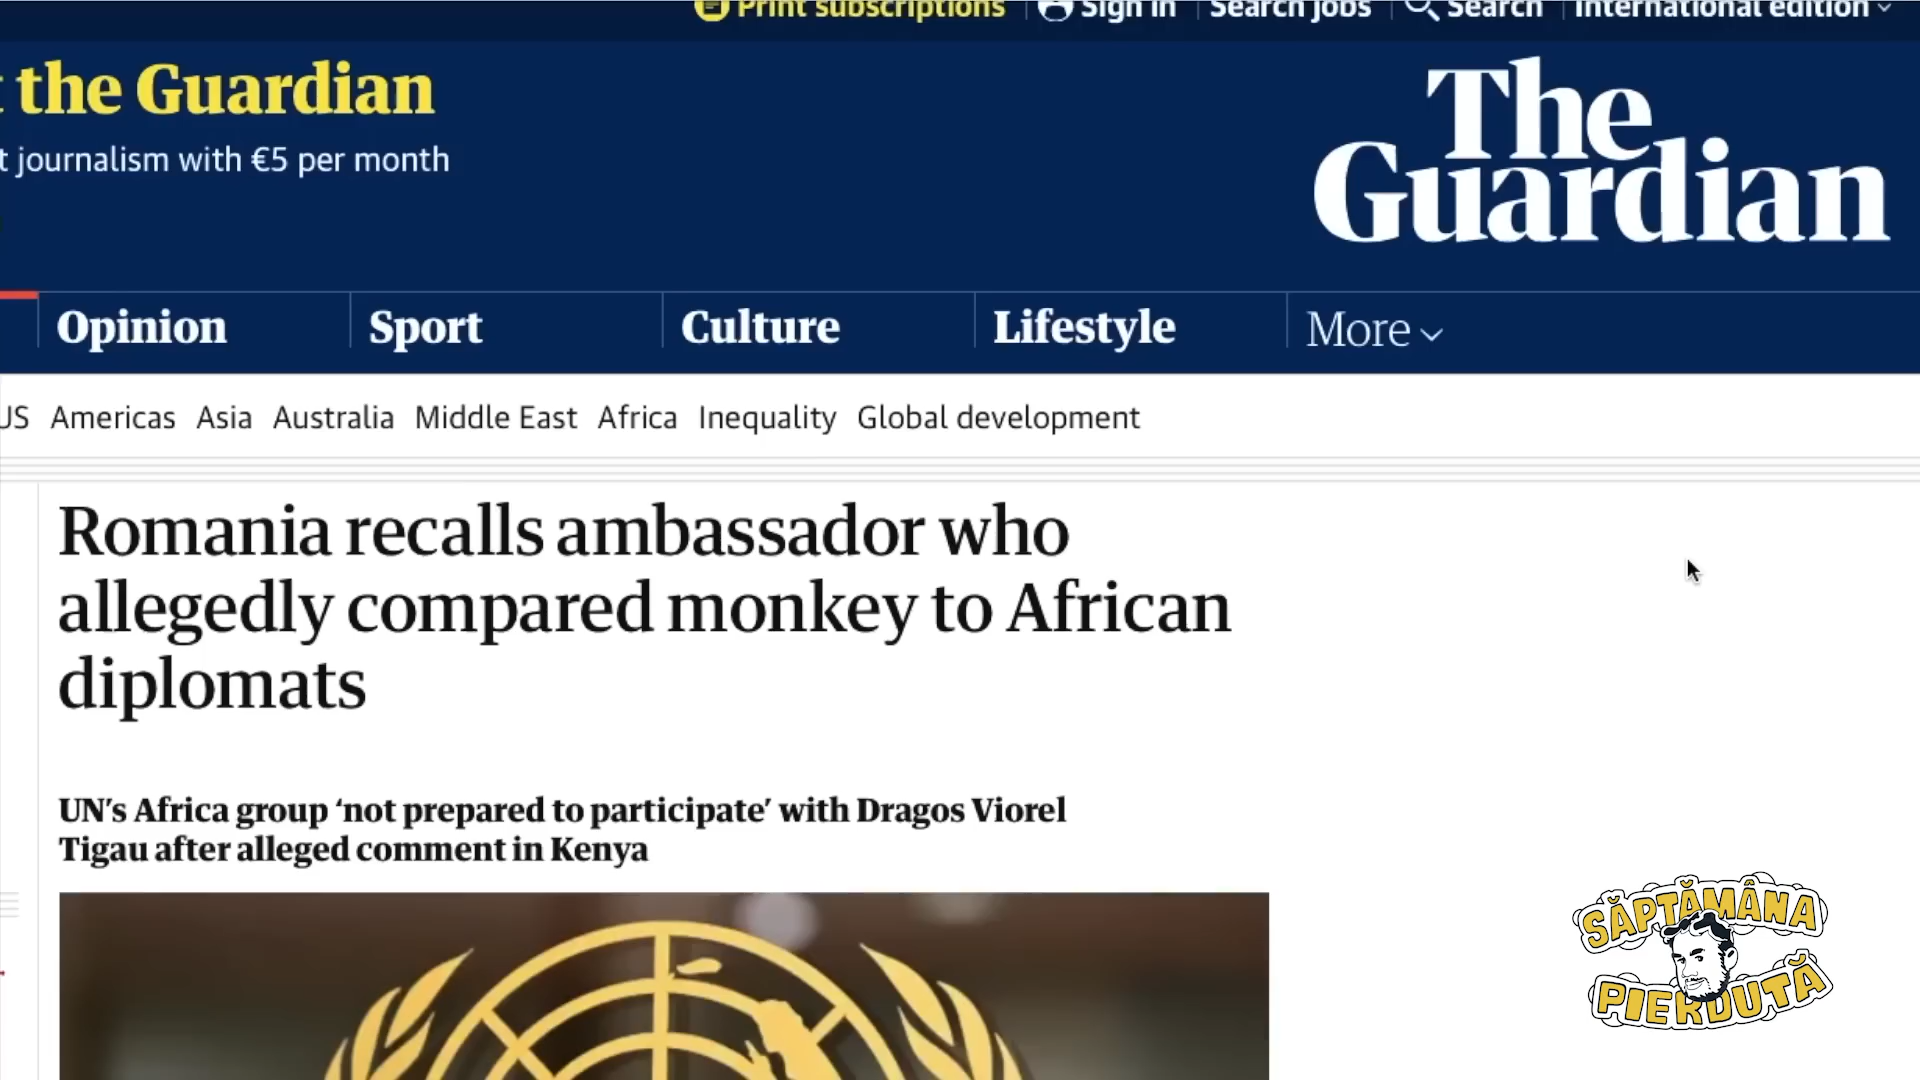 Print subscriptions
Sign in
Search jobs
Search
International edition
the Guardian
t journalism with €5 per month
The
Guardian
Opinion
Sport
Culture
Lifestyle
More
US Americas Asia Australia Middle East Africa Inequality Global development
Romania recalls ambassador who
allegedly compared monkey to African
diplomats
UN's Africa group ‘not prepared to participate’ with Dragos Viorel
Tigau after alleged comment in Kenya
SĂPTĂMÂNA
PIERDUTĂ